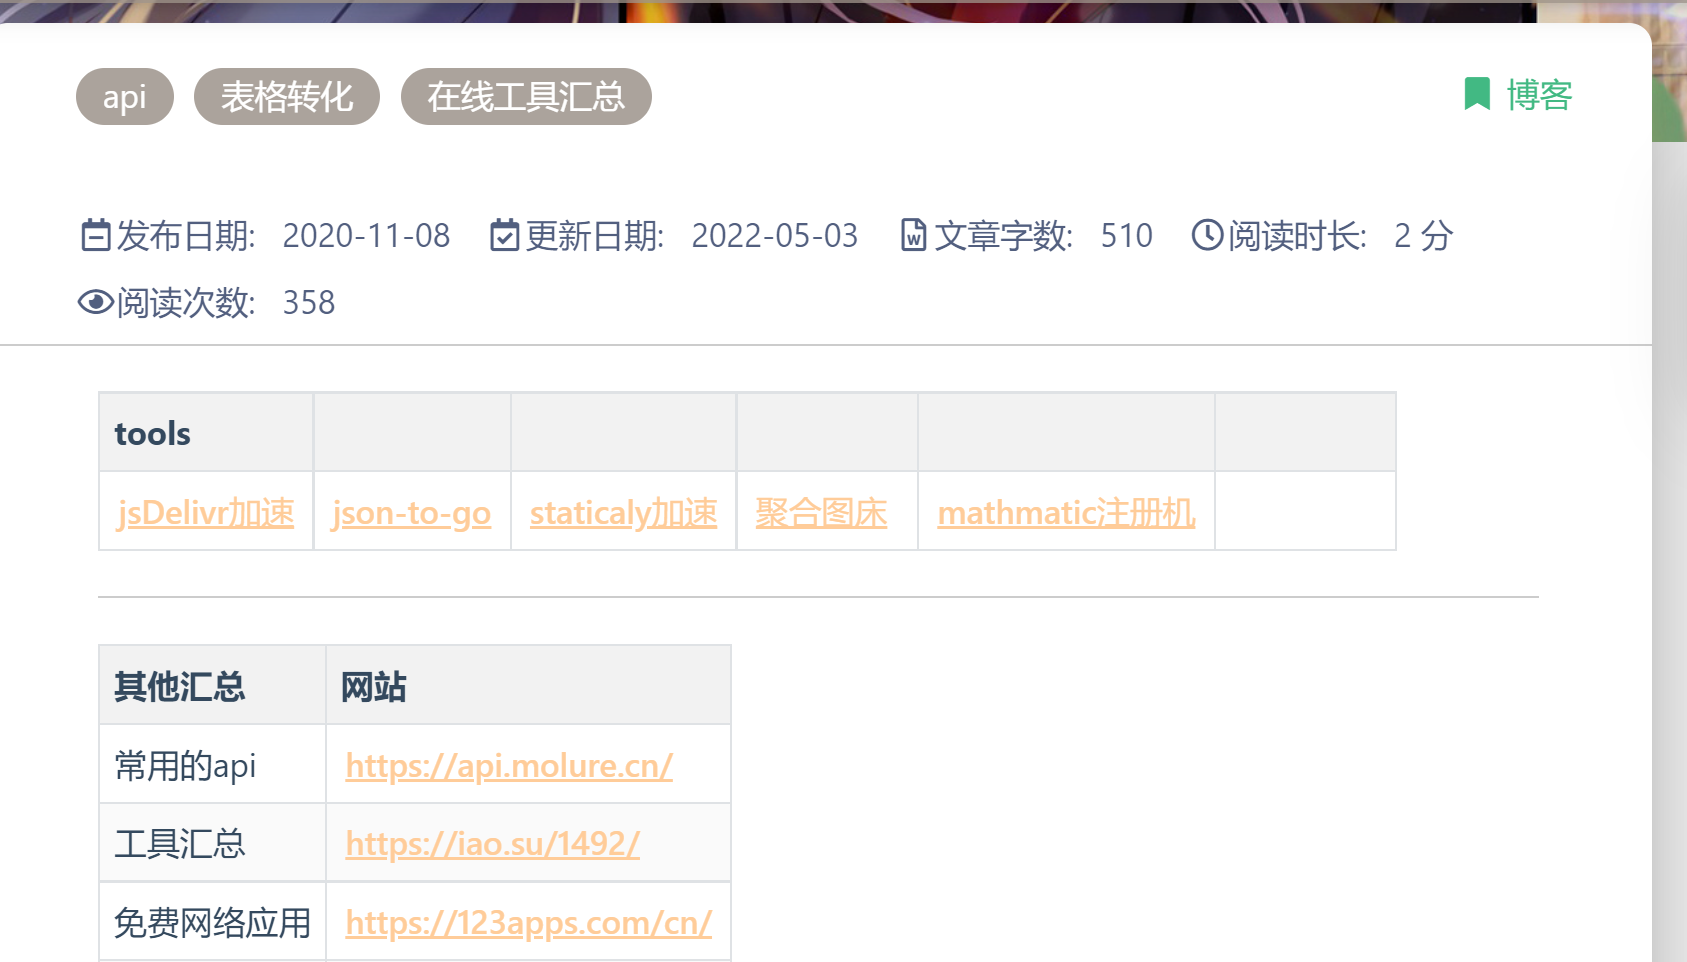 api 表格转化 在线工具汇总 博客
发布日期: 2020-11-08 更新日期: 2022-05-03 文章字数: 510 阅读时长: 2 分
阅读次数: 358
tools
jsDelivr加速 json-to-go staticaly加速 聚合图床 mathmatic注册机
其他汇总 网站
常用的api https://api.molure.cn/
工具汇总 https://iao.su/1492/
免费网络应用 https://123apps.com/cn/